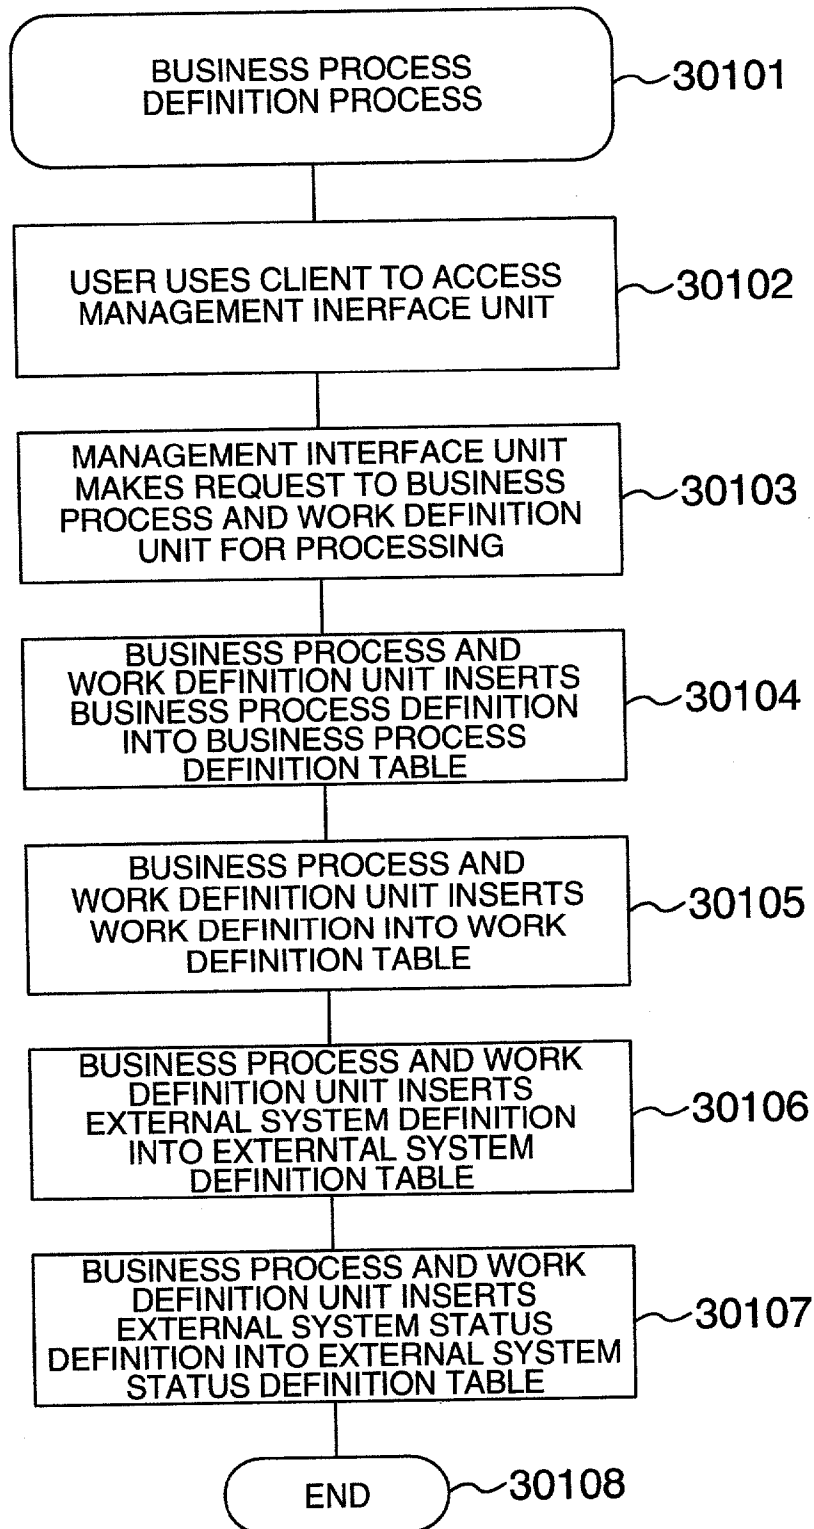 BUSINESS PROCESS
DEFINITION PROCESS
30101
USER USES CLIENT TO ACCESS
MANAGEMENT INERFACE UNIT
30102
MANAGEMENT INTERFACE UNIT
MAKES REQUEST TO BUSINESS
PROCESS AND WORK DEFINITION
UNIT FOR PROCESSING
30103
BUSINESS PROCESS AND
WORK DEFINITION UNIT INSERTS
BUSINESS PROCESS DEFINITION
INTO BUSINESS PROCESS
DEFINITION TABLE
30104
BUSINESS PROCESS AND
WORK DEFINITION UNIT INSERTS
WORK DEFINITION INTO WORK
DEFINITION TABLE
30105
BUSINESS PROCESS AND WORK
DEFINITION UNIT INSERTS
EXTERNAL SYSTEM DEFINITION
INTO EXTERNTAL SYSTEM
DEFINITION TABLE
30106
BUSINESS PROCESS AND WORK
DEFINITION UNIT INSERTS
EXTERNAL SYSTEM STATUS
DEFINITION INTO EXTERNAL SYSTEM
STATUS DEFINITION TABLE
30107
END
30108